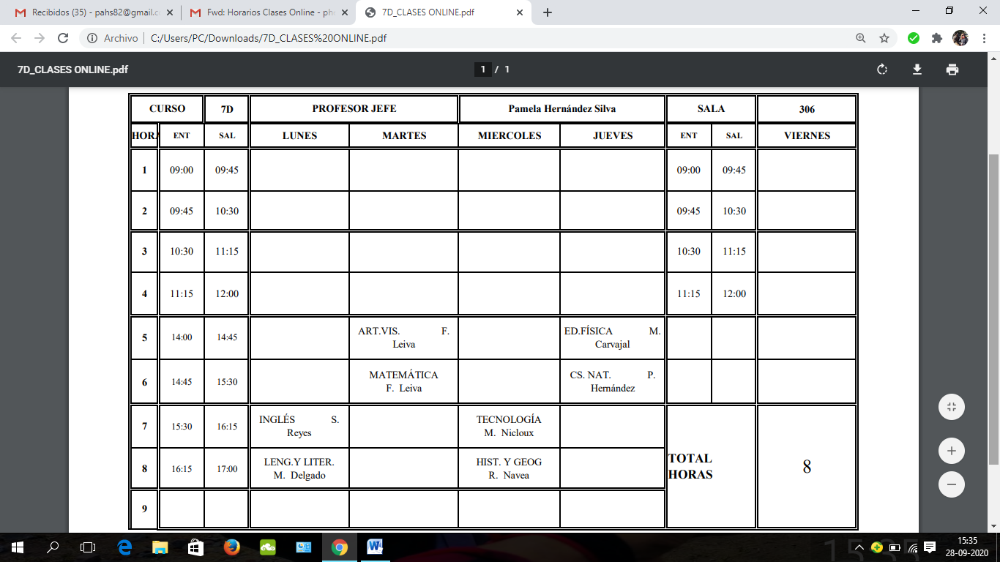 Recibidos (35) - pahs82@gmail.c
Fwd: Horarios Clases Online - ph
7D_CLASES ONLINE.pdf
Archivo C:/Users/PC/Downloads/7D_CLASES%20ONLINE.pdf
7D_CLASES ONLINE.pdf 1 / 1
CURSO 7D PROFESOR JEFE Pamela Hernández Silva SALA 306
HORA ENT SAL LUNES MARTES MIERCOLES JUEVES ENT SAL VIERNES
1 09:00 09:45 09:00 09:45
2 09:45 10:30 09:45 10:30
3 10:30 11:15 10:30 11:15
4 11:15 12:00 11:15 12:00
5 14:00 14:45
ART.VIS. F.
Leiva
ED.FÍSICA M.
Carvajal
6 14:45 15:30
MATEMÁTICA
F. Leiva
CS. NAT. P.
Hernández
7 15:30 16:15
INGLÉS S.
Reyes
TECNOLOGÍA
M. Nicloux
8 16:15 17:00
LENG.Y LITER.
M. Delgado
HIST. Y GEOG
R. Navea
TOTAL
HORAS
8
9
15:35
28-09-2020